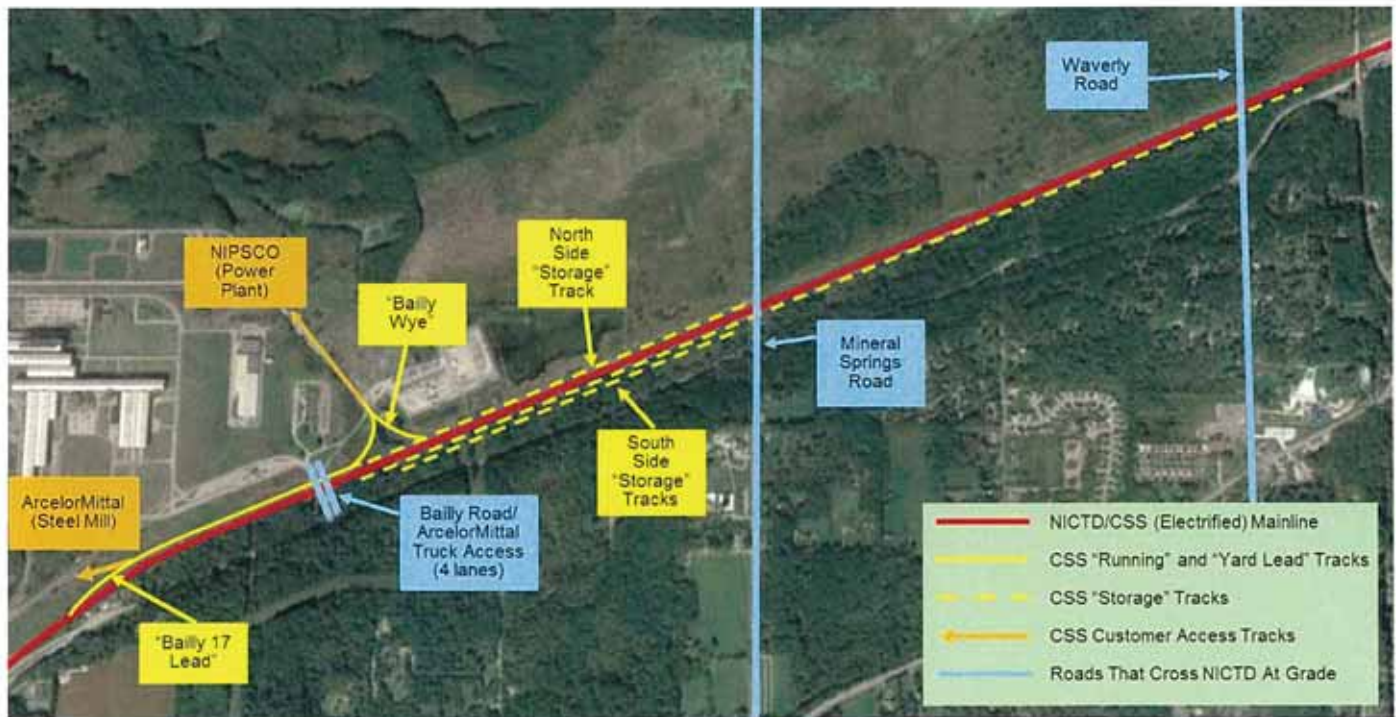 Waverly
Road
NIPSCO
(Power
Plant)
"Bailly
Wye"
North
Side
"Storage"
Track
Mineral
Springs
Road
South
Side
"Storage"
Tracks
ArcelorMittal
(Steel Mill)
Bailly Road/
ArcelorMittal
Truck Access
(4 lanes)
"Bailly 17
Lead"
NICTD/CSS (Electrified) Mainline
CSS "Running" and "Yard Lead" Tracks
CSS "Storage" Tracks
CSS Customer Access Tracks
Roads That Cross NICTD At Grade